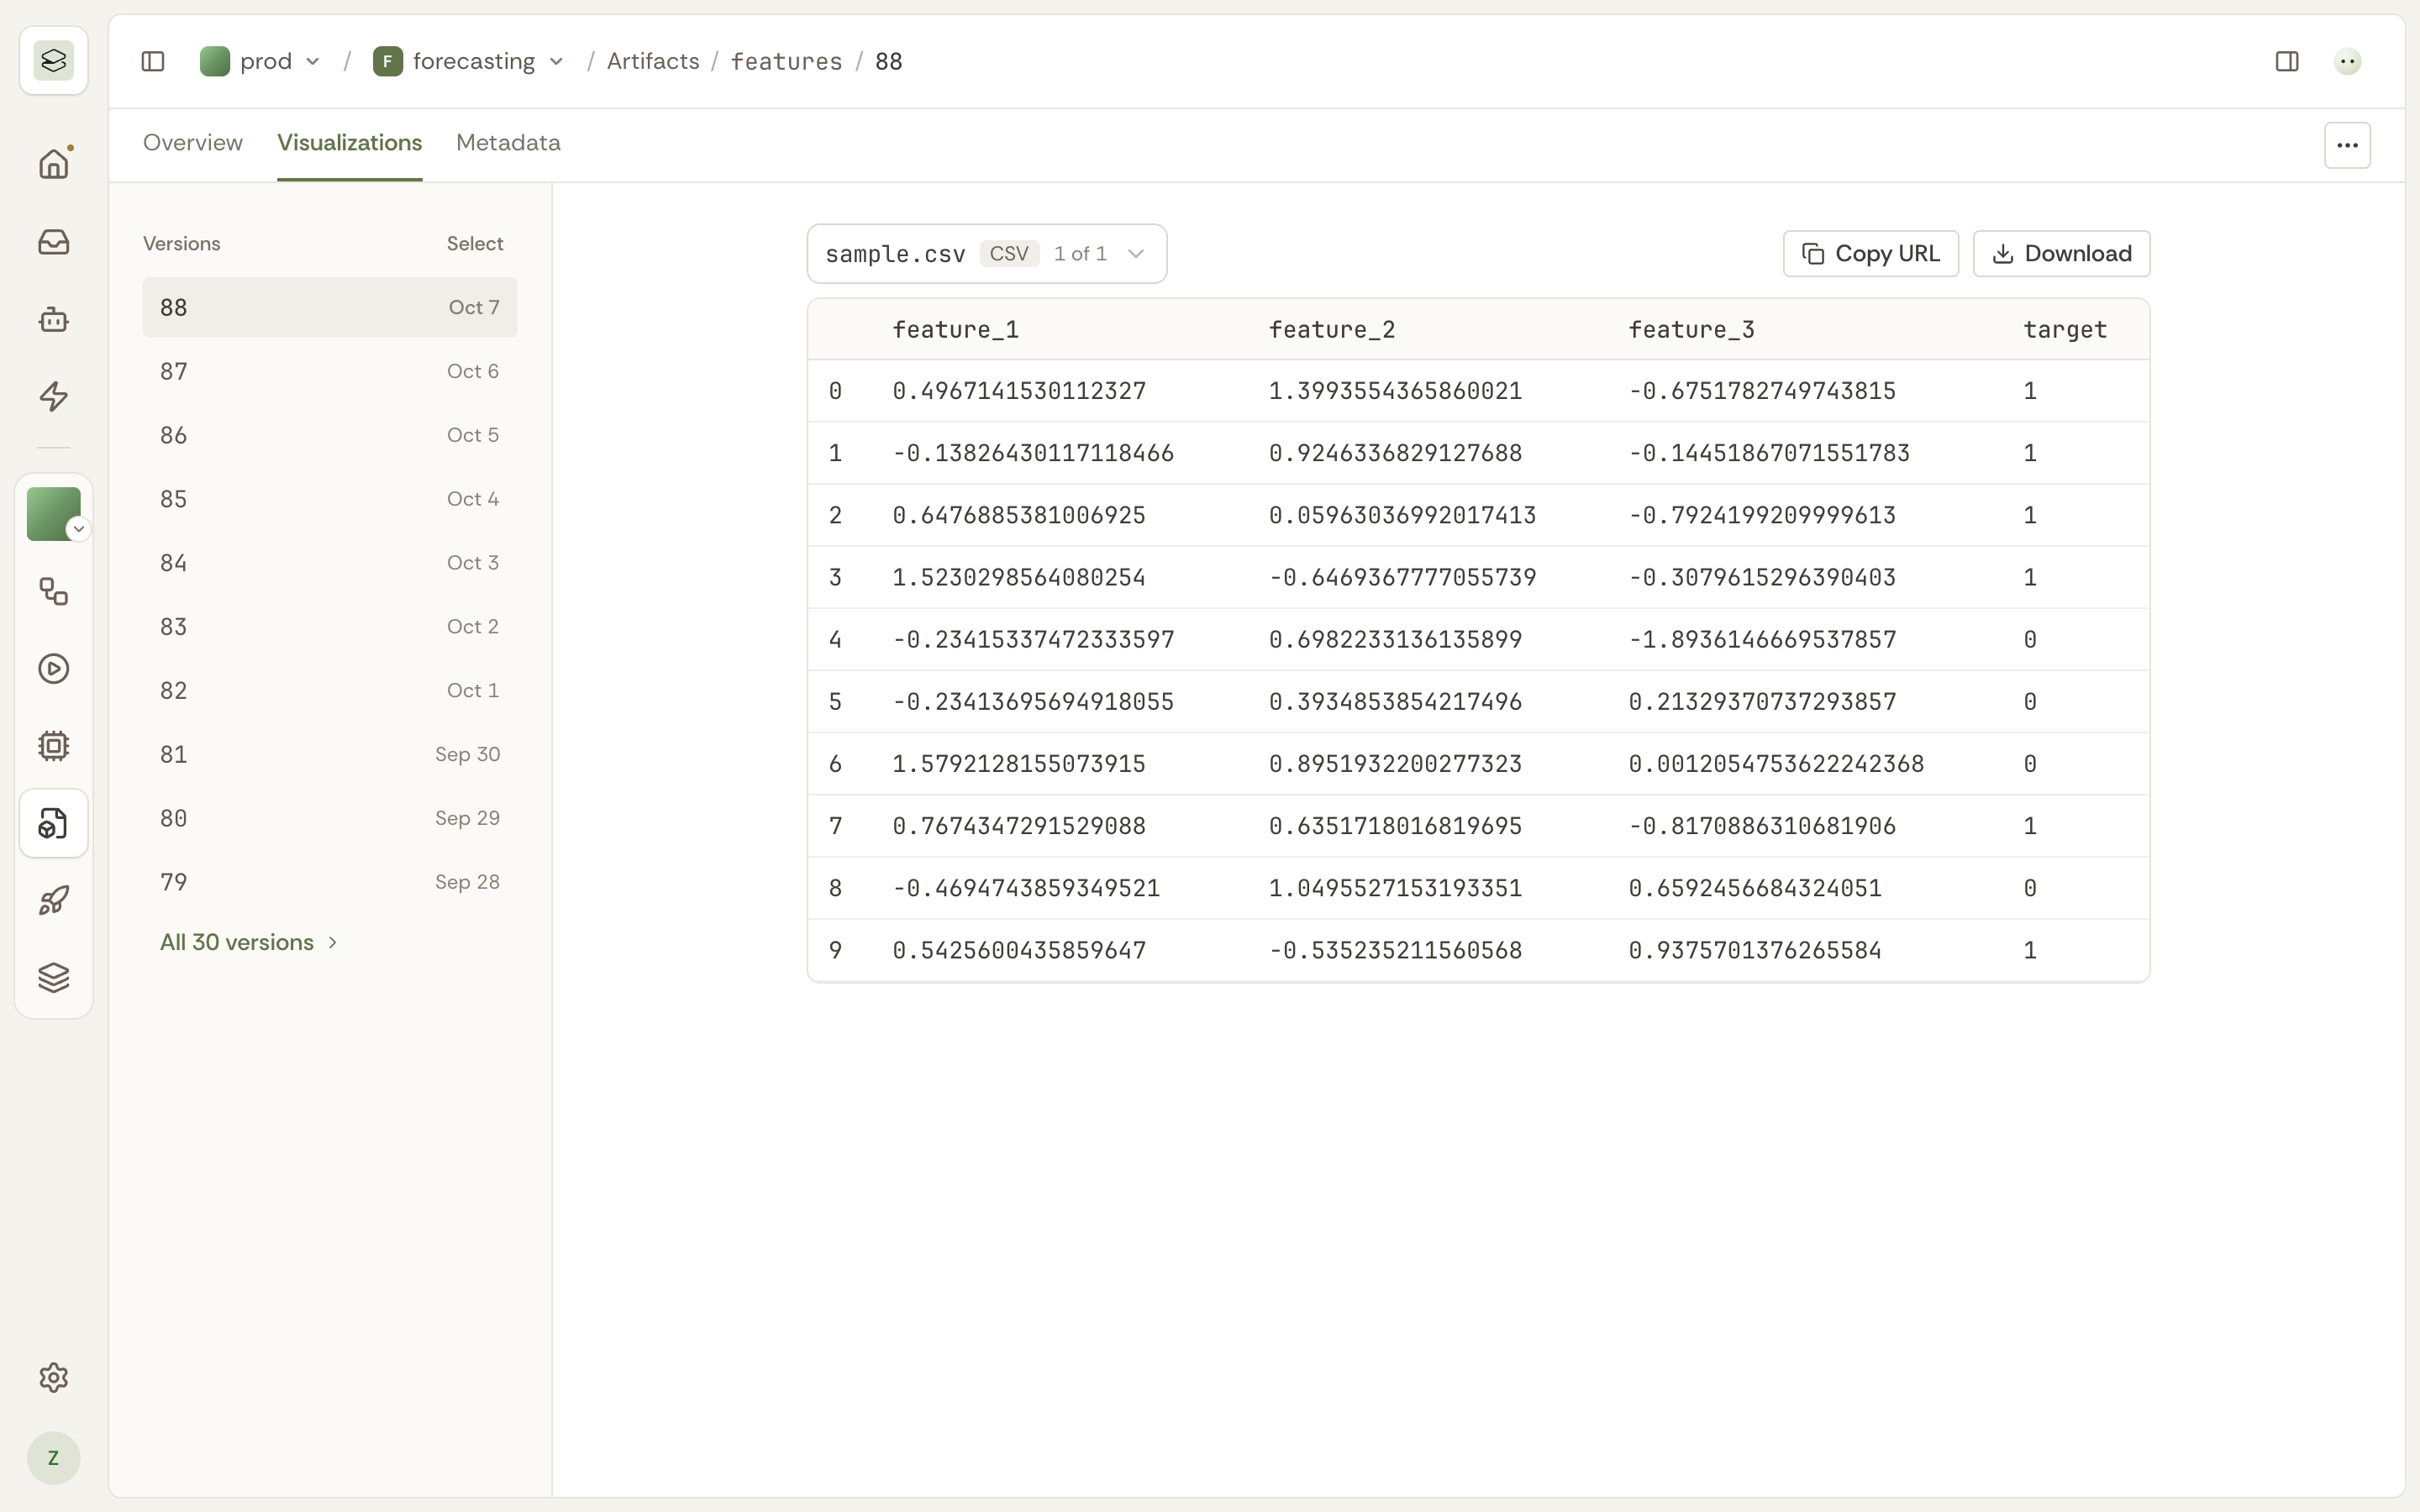 prod / F forecasting / Artifacts / features / 88
Overview Visualizations Metadata
Versions Select
88 Oct 7
87 Oct 6
86 Oct 5
85 Oct 4
84 Oct 3
83 Oct 2
82 Oct 1
81 Sep 30
80 Sep 29
79 Sep 28
All 30 versions
Z
sample.csv CSV 1 of 1 Copy URL Download
feature_1 feature_2 feature_3 target
0 0.4967141530112327 1.3993554365860021 -0.6751782749743815 1
1 -0.13826430117118466 0.9246336829127688 -0.14451867071551783 1
2 0.6476885381006925 0.05963036992017413 -0.7924199209999613 1
3 1.5230298564080254 -0.6469367777055739 -0.3079615296390403 1
4 -0.23415337472333597 0.6982233136135899 -1.8936146669537857 0
5 -0.23413695694918055 0.3934853854217496 0.21329370737293857 0
6 1.5792128155073915 0.8951932200277323 0.0012054753622242368 0
7 0.7674347291529088 0.6351718016819695 -0.8170886310681906 1
8 -0.4694743859349521 1.0495527153193351 0.6592456684324051 0
9 0.5425600435859647 -0.535235211560568 0.9375701376265584 1